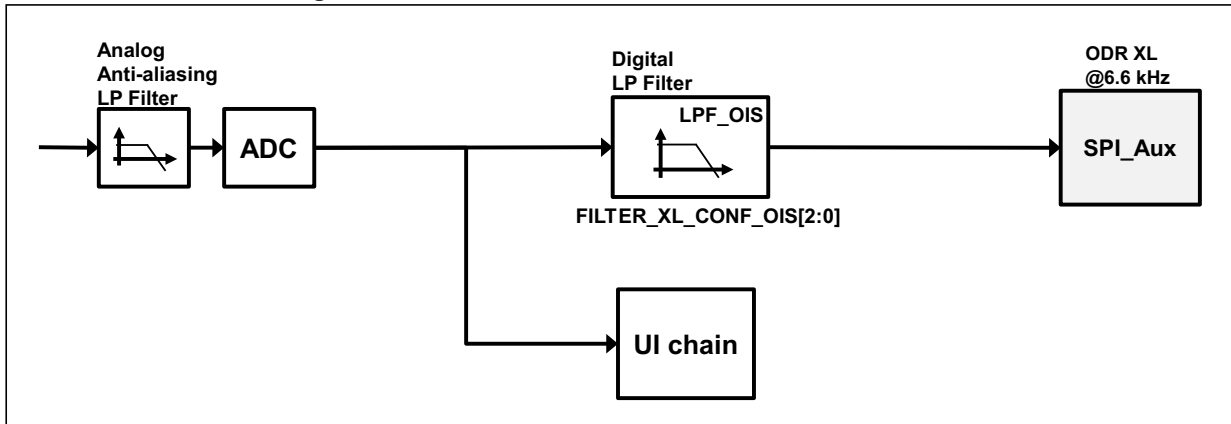 Analog
Anti-aliasing
LP Filter
ADC
Digital
LP Filter
LPF_OIS
FILTER_XL_CONF_OIS[2:0]
ODR XL
@6.6 kHz
SPI_Aux
UI chain